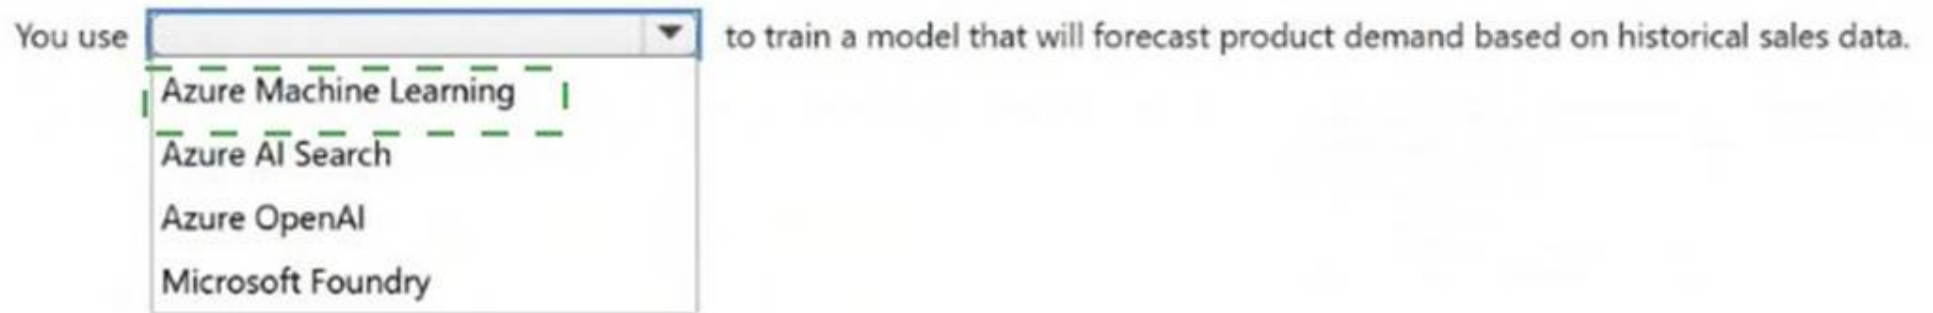 You use to train a model that will forecast product demand based on historical sales data.
Azure Machine Learning
Azure AI Search
Azure OpenAI
Microsoft Foundry